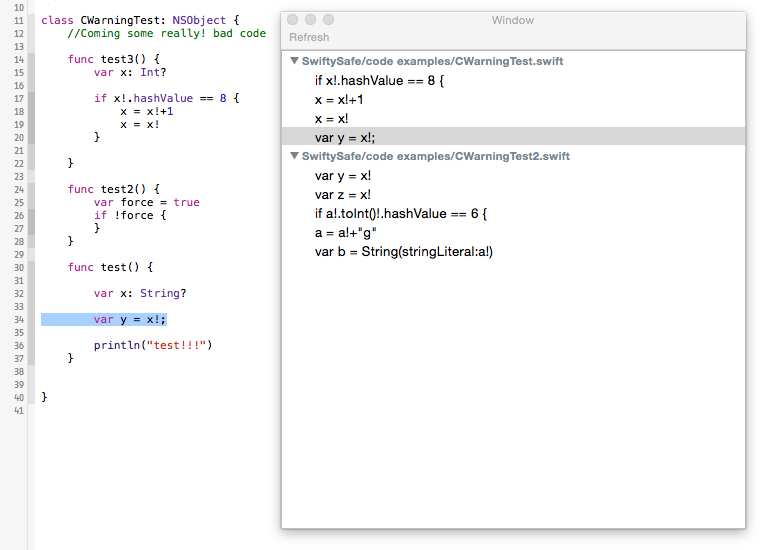 10
11 class CWarningTest: NSObject {
12 //Coming some really! bad code
13
14 func test3() {
15 var x: Int?
16
17 if x!.hashValue == 8 {
18 x = x!+1
19 x = x!
20 }
21
22 }
23
24 func test2() {
25 var force = true
26 if !force {
27 }
28 }
29
30 func test() {
31
32 var x: String?
33
34 var y = x!;
35
36 println("test!!!")
37 }
38
39
40 }
41
Window
Refresh
SwiftySafe/code examples/CWarningTest.swift
if x!.hashValue == 8 {
x = x!+1
x = x!
var y = x!;
SwiftySafe/code examples/CWarningTest2.swift
var y = x!
var z = x!
if a!.toInt()!.hashValue == 6 {
a = a!+"g"
var b = String(stringLiteral:a!)